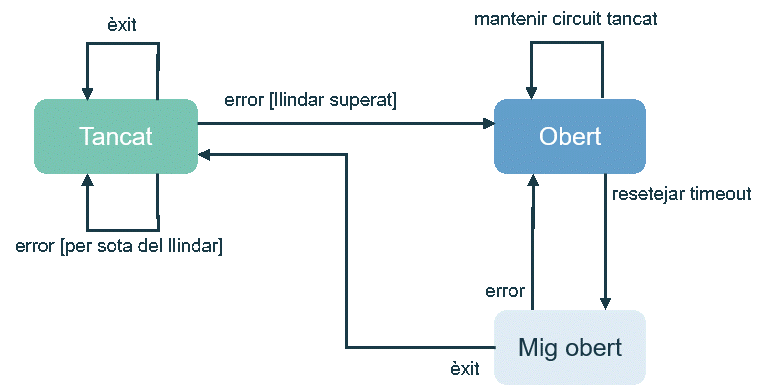 mantenir circuit tancat
èxit
error [llindar superat]
Tancat
Obert
resetejar timeout
error [per sota del llindar]
error
Mig obert
èxit